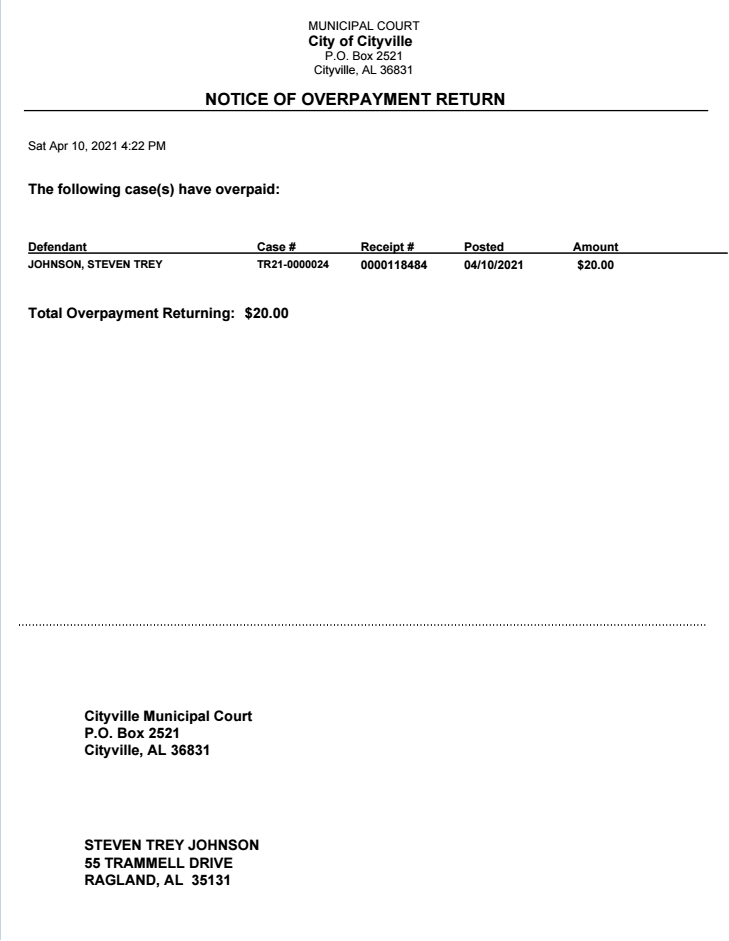 MUNICIPAL COURT
City of Cityville
P.O. Box 2521
Cityville, AL 36831
NOTICE OF OVERPAYMENT RETURN
Sat Apr 10, 2021 4:22 PM
The following case(s) have overpaid:
Defendant Case # Receipt # Posted Amount
JOHNSON, STEVEN TREY TR21-0000024 0000118484 04/10/2021 $20.00
Total Overpayment Returning: $20.00
Cityville Municipal Court
P.O. Box 2521
Cityville, AL 36831
STEVEN TREY JOHNSON
55 TRAMMELL DRIVE
RAGLAND, AL 35131